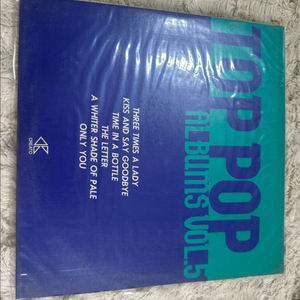 TOP POP
ALBUMS VOL.5
THREE TIMES A LADY
KISS AND SAY GOODBYE
TIME IN A BOTTLE
THE LETTER
A WHITER SHADE OF PALE
ONLY YOU